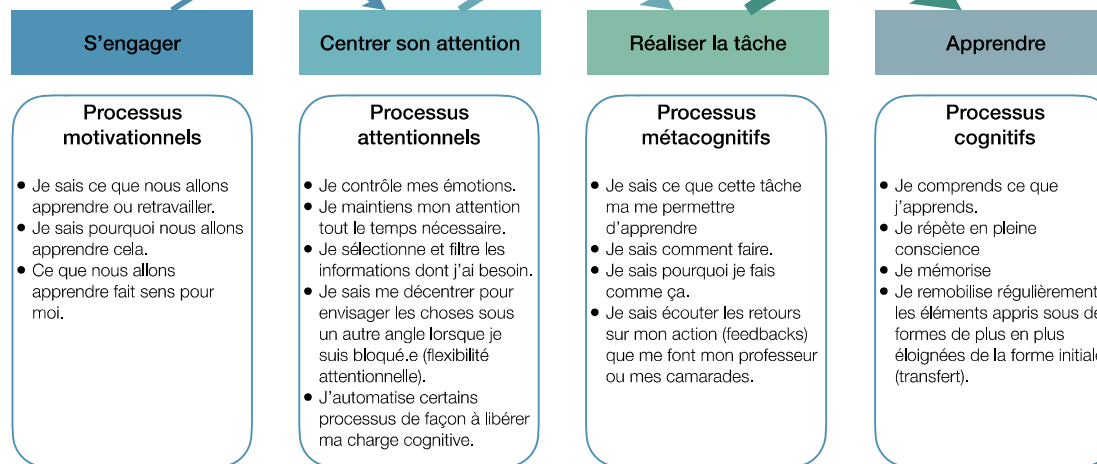 S'engager
Centrer son attention
Réaliser la tâche
Apprendre
Processus
motivationnels
• Je sais ce que nous allons
apprendre ou retravailler.
• Je sais pourquoi nous allons
apprendre cela.
• Ce que nous allons
apprendre fait sens pour
moi.
Processus
attentionnels
• Je contrôle mes émotions.
• Je maintiens mon attention
tout le temps nécessaire.
• Je sélectionne et filtre les
informations dont j'ai besoin.
• Je sais me décentrer pour
envisager les choses sous
un autre angle lorsque je
suis bloqué.e (flexibilité
attentionnelle).
• J'automatise certains
processus de façon à libérer
ma charge cognitive.
Processus
métacognitifs
• Je sais ce que cette tâche
ma me permettre
d'apprendre
• Je sais comment faire.
• Je sais pourquoi je fais
comme ça.
• Je sais écouter les retours
sur mon action (feedbacks)
que me font mon professeur
ou mes camarades.
Processus
cognitifs
• Je comprends ce que
j'apprends.
• Je répète en pleine
conscience
• Je mémorise
• Je remobilise régulièrement
les éléments appris sous
formes de plus en plus
éloignées de la forme initiale
(transfert).